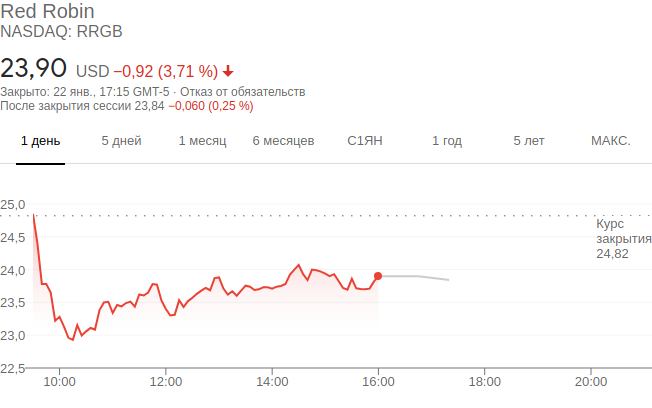 Red Robin
NASDAQ: RRGB
23,90 USD −0,92 (3,71 %)
Закрыто: 22 янв., 17:15 GMT-5 · Отказ от обязательств
После закрытия сессии 23,84 −0,060 (0,25 %)
1 день 5 дней 1 месяц 6 месяцев С1ЯН 1 год 5 лет МАКС.
25,0
Курс
закрытия
24,82
24,5
24,0
23,5
23,0
22,5
10:00 12:00 14:00 16:00 18:00 20:00